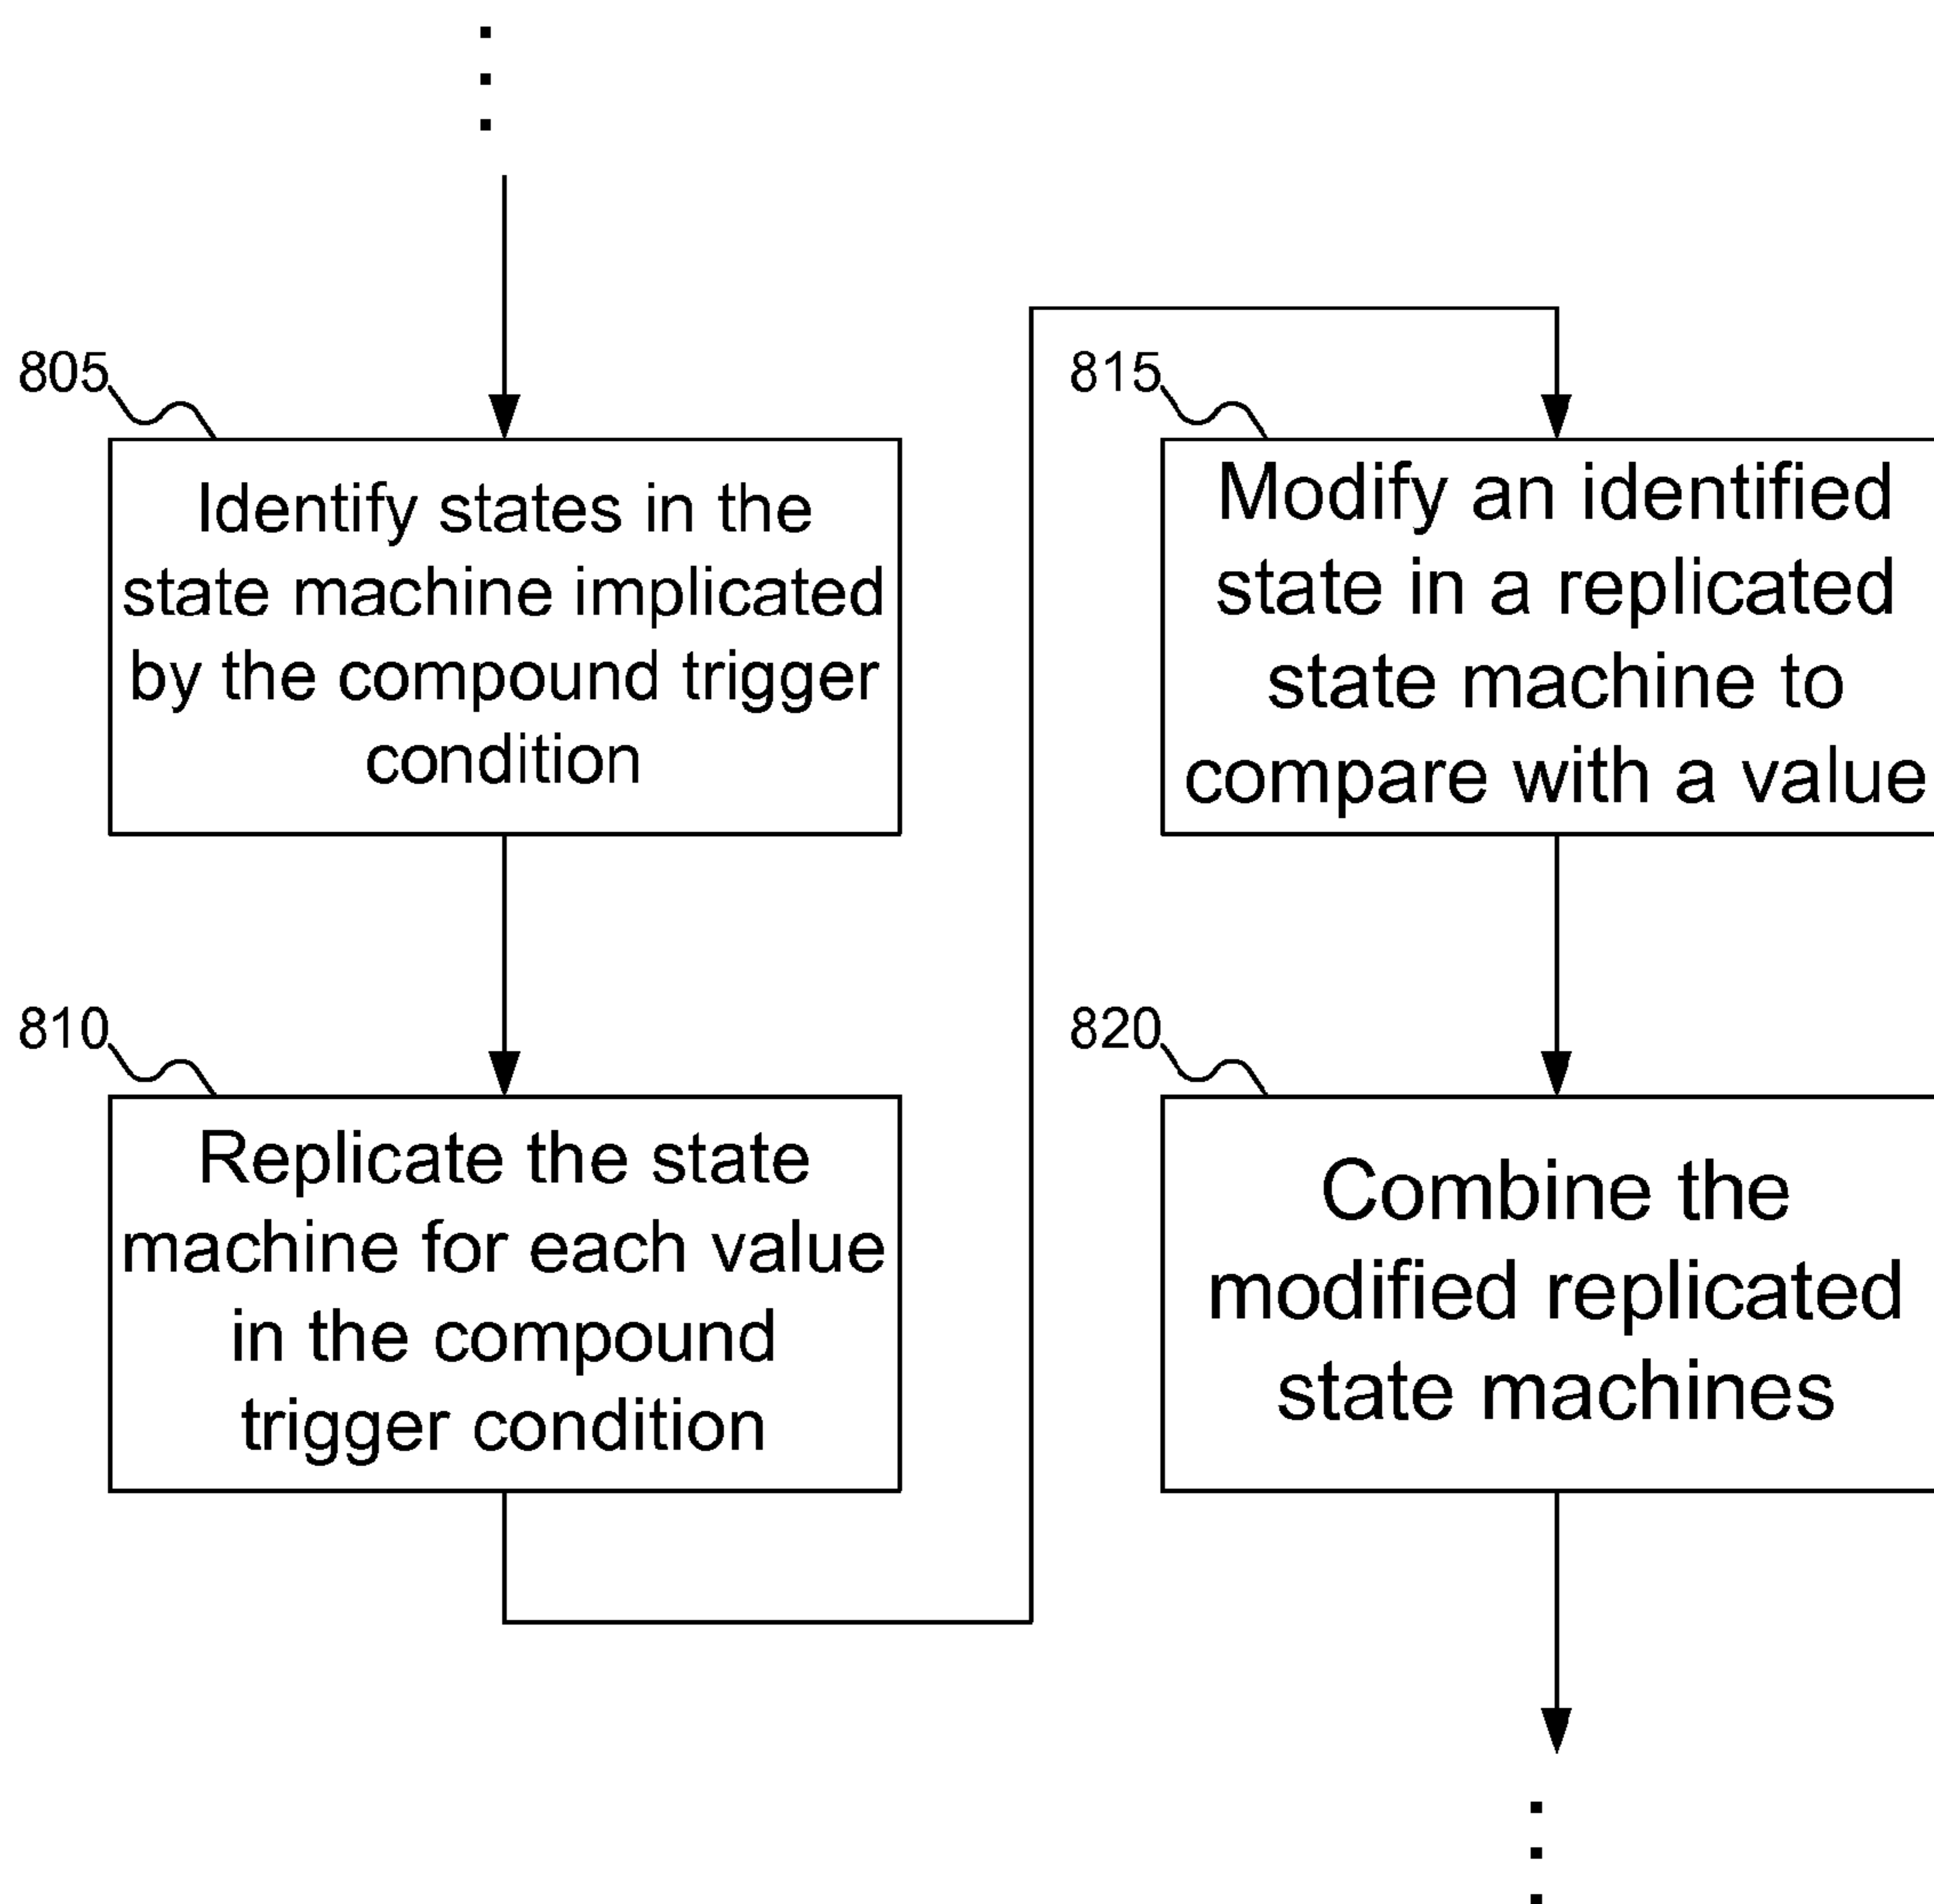 805
Identify states in the
state machine implicated
by the compound trigger
condition
810
Replicate the state
machine for each value
in the compound
trigger condition
815
Modify an identified
state in a replicated
state machine to
compare with a value
820
Combine the
modified replicated
state machines